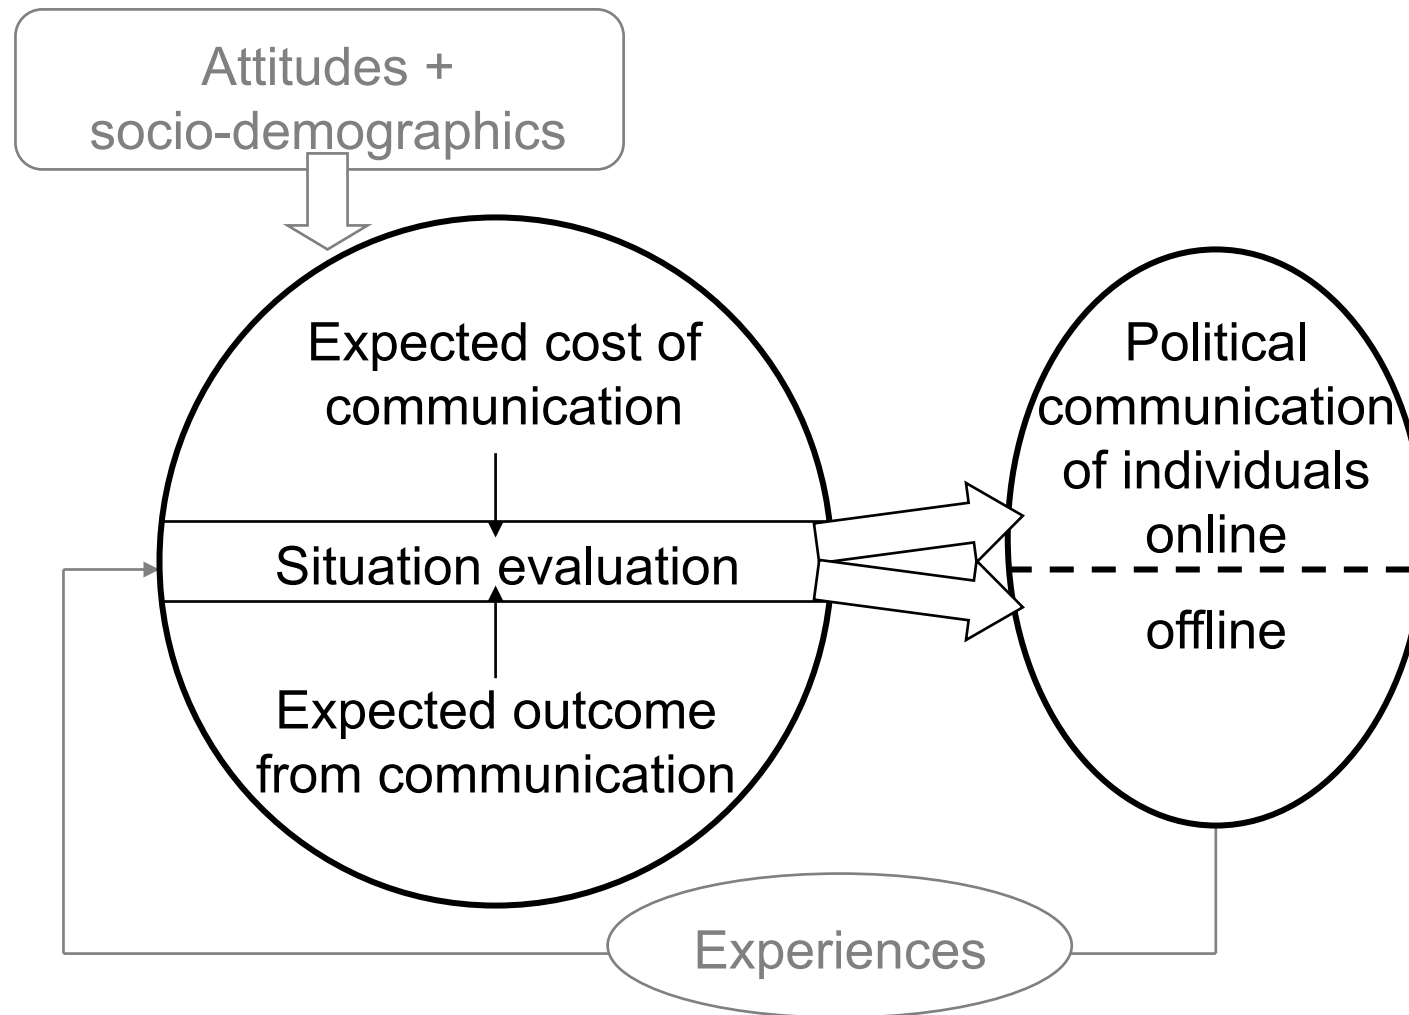 Attitudes +
socio-demographics
Expected cost of
communication
Situation evaluation
Expected outcome
from communication
Political
communication
of individuals
online
offline
Experiences